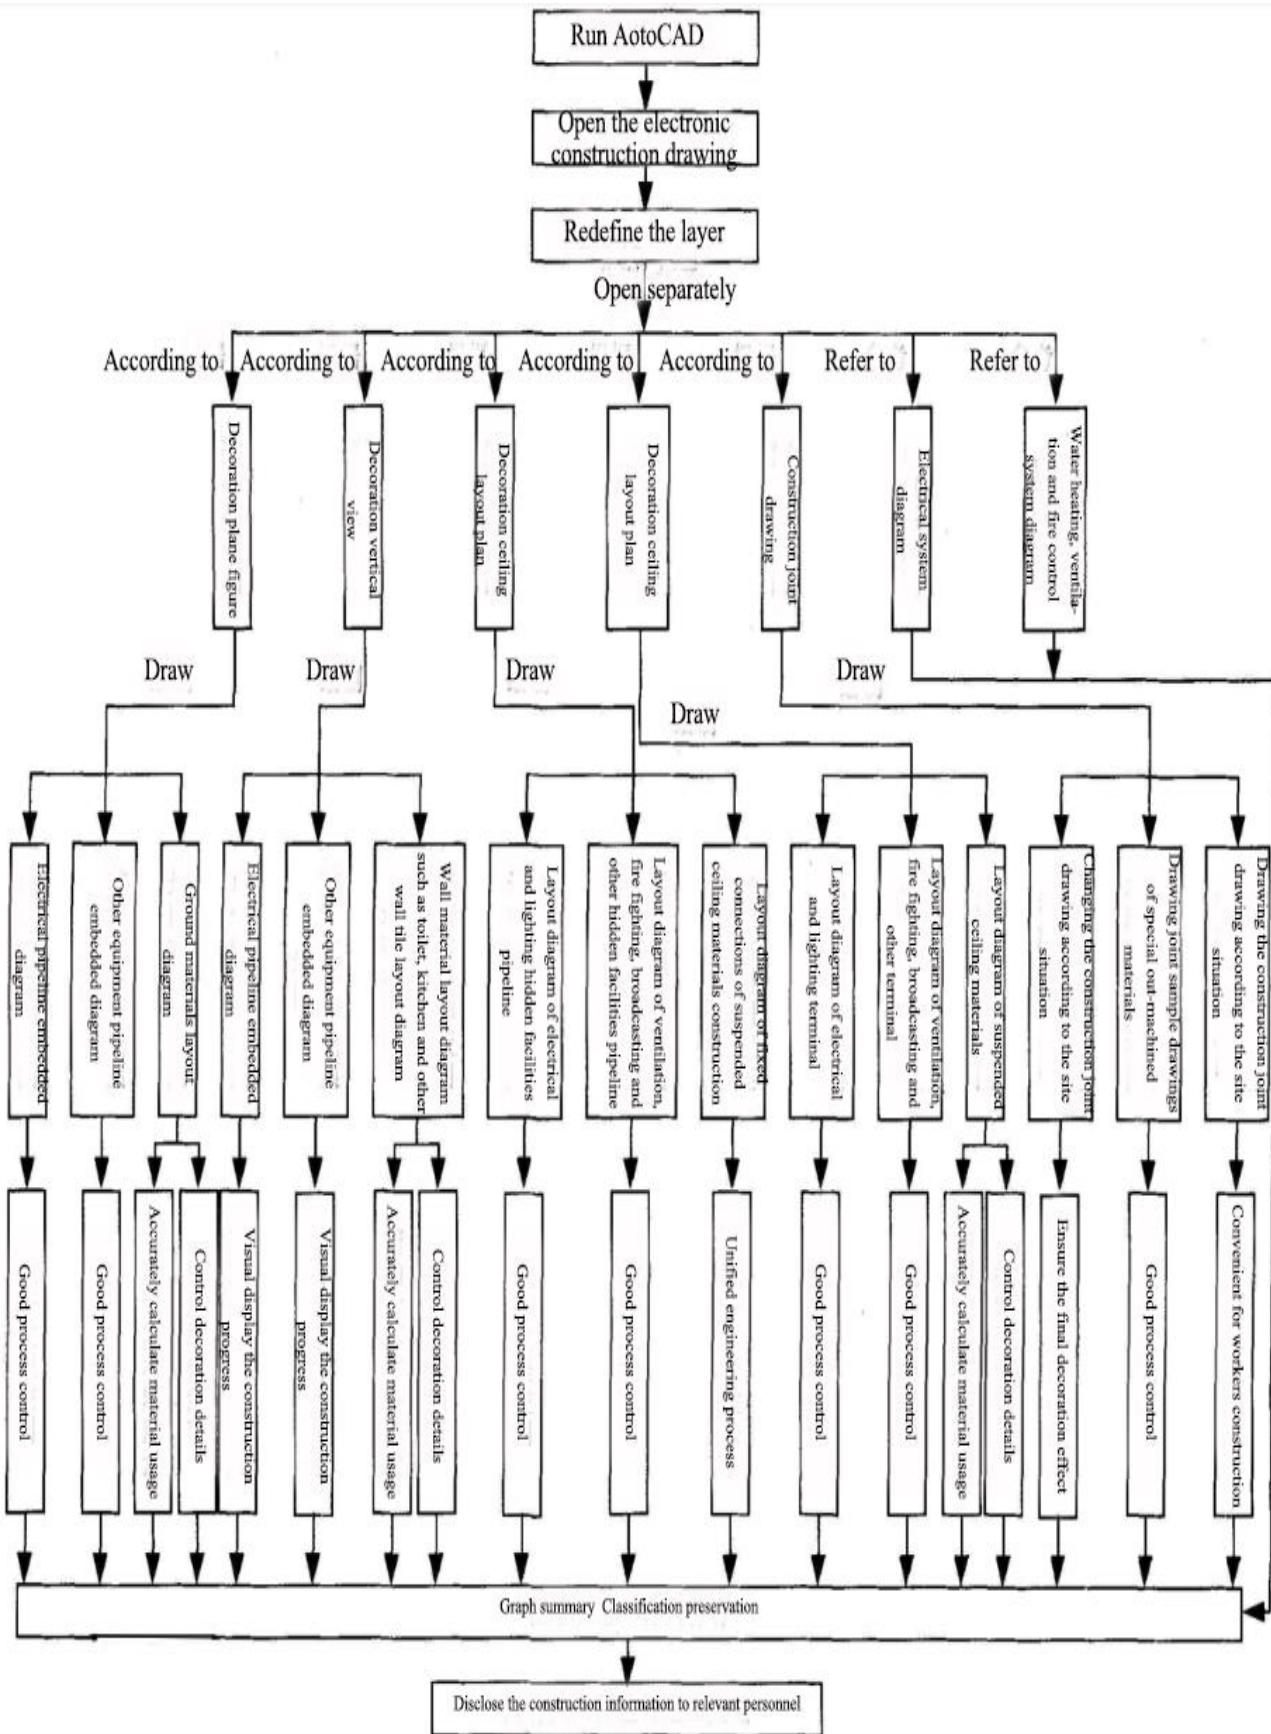 Run AotoCAD
Open the electronic
construction drawing
Redefine the layer
Open separately
According to
According to
According to
According to
According to
Refer to
Refer to
Decoration plane figure
Decoration vertical
view
Decoration ceiling
layout plan
Decoration ceiling
layout plan
Construction joint
drawing
Electrical system
diagram
Water heating, ventila-
tion and fire control
system diagram
Draw
Draw
Draw
Draw
Draw
Electrical pipeline embedded
diagram
Other equipment pipeline
embedded diagram
Ground materials layout
diagram
Electrical pipeline embedded
diagram
Other equipment pipeline
embedded diagram
Wall material layout diagram
such as toilet, kitchen and other
wall tile layout diagram
Layout diagram of electrical
and lighting hidden facilities
pipeline
Layout diagram of ventilation,
fire fighting, broadcasting and
other hidden facilities pipeline
Layout diagram of fixed
connections of suspended
ceiling materials construction
Layout diagram of electrical
and lighting terminal
Layout diagram of ventilation,
fire fighting, broadcasting and
other terminal
Layout diagram of suspended
ceiling materials
Changing the construction joint
drawing according to the site
situation
Drawing joint sample drawings
of special out-machined
materials
Drawing the construction joint
drawing according to the site
situation
Good process control
Good process control
Accurately calculate material usage
Control decoration details
Visual display the construction
progress
Visual display the construction
progress
Accurately calculate material usage
Control decoration details
Good process control
Good process control
Unified engineering process
Good process control
Good process control
Accurately calculate material usage
Control decoration details
Ensure the final decoration effect
Good process control
Convenient for workers construction
Graph summary Classification preservation
Disclose the construction information to relevant personnel